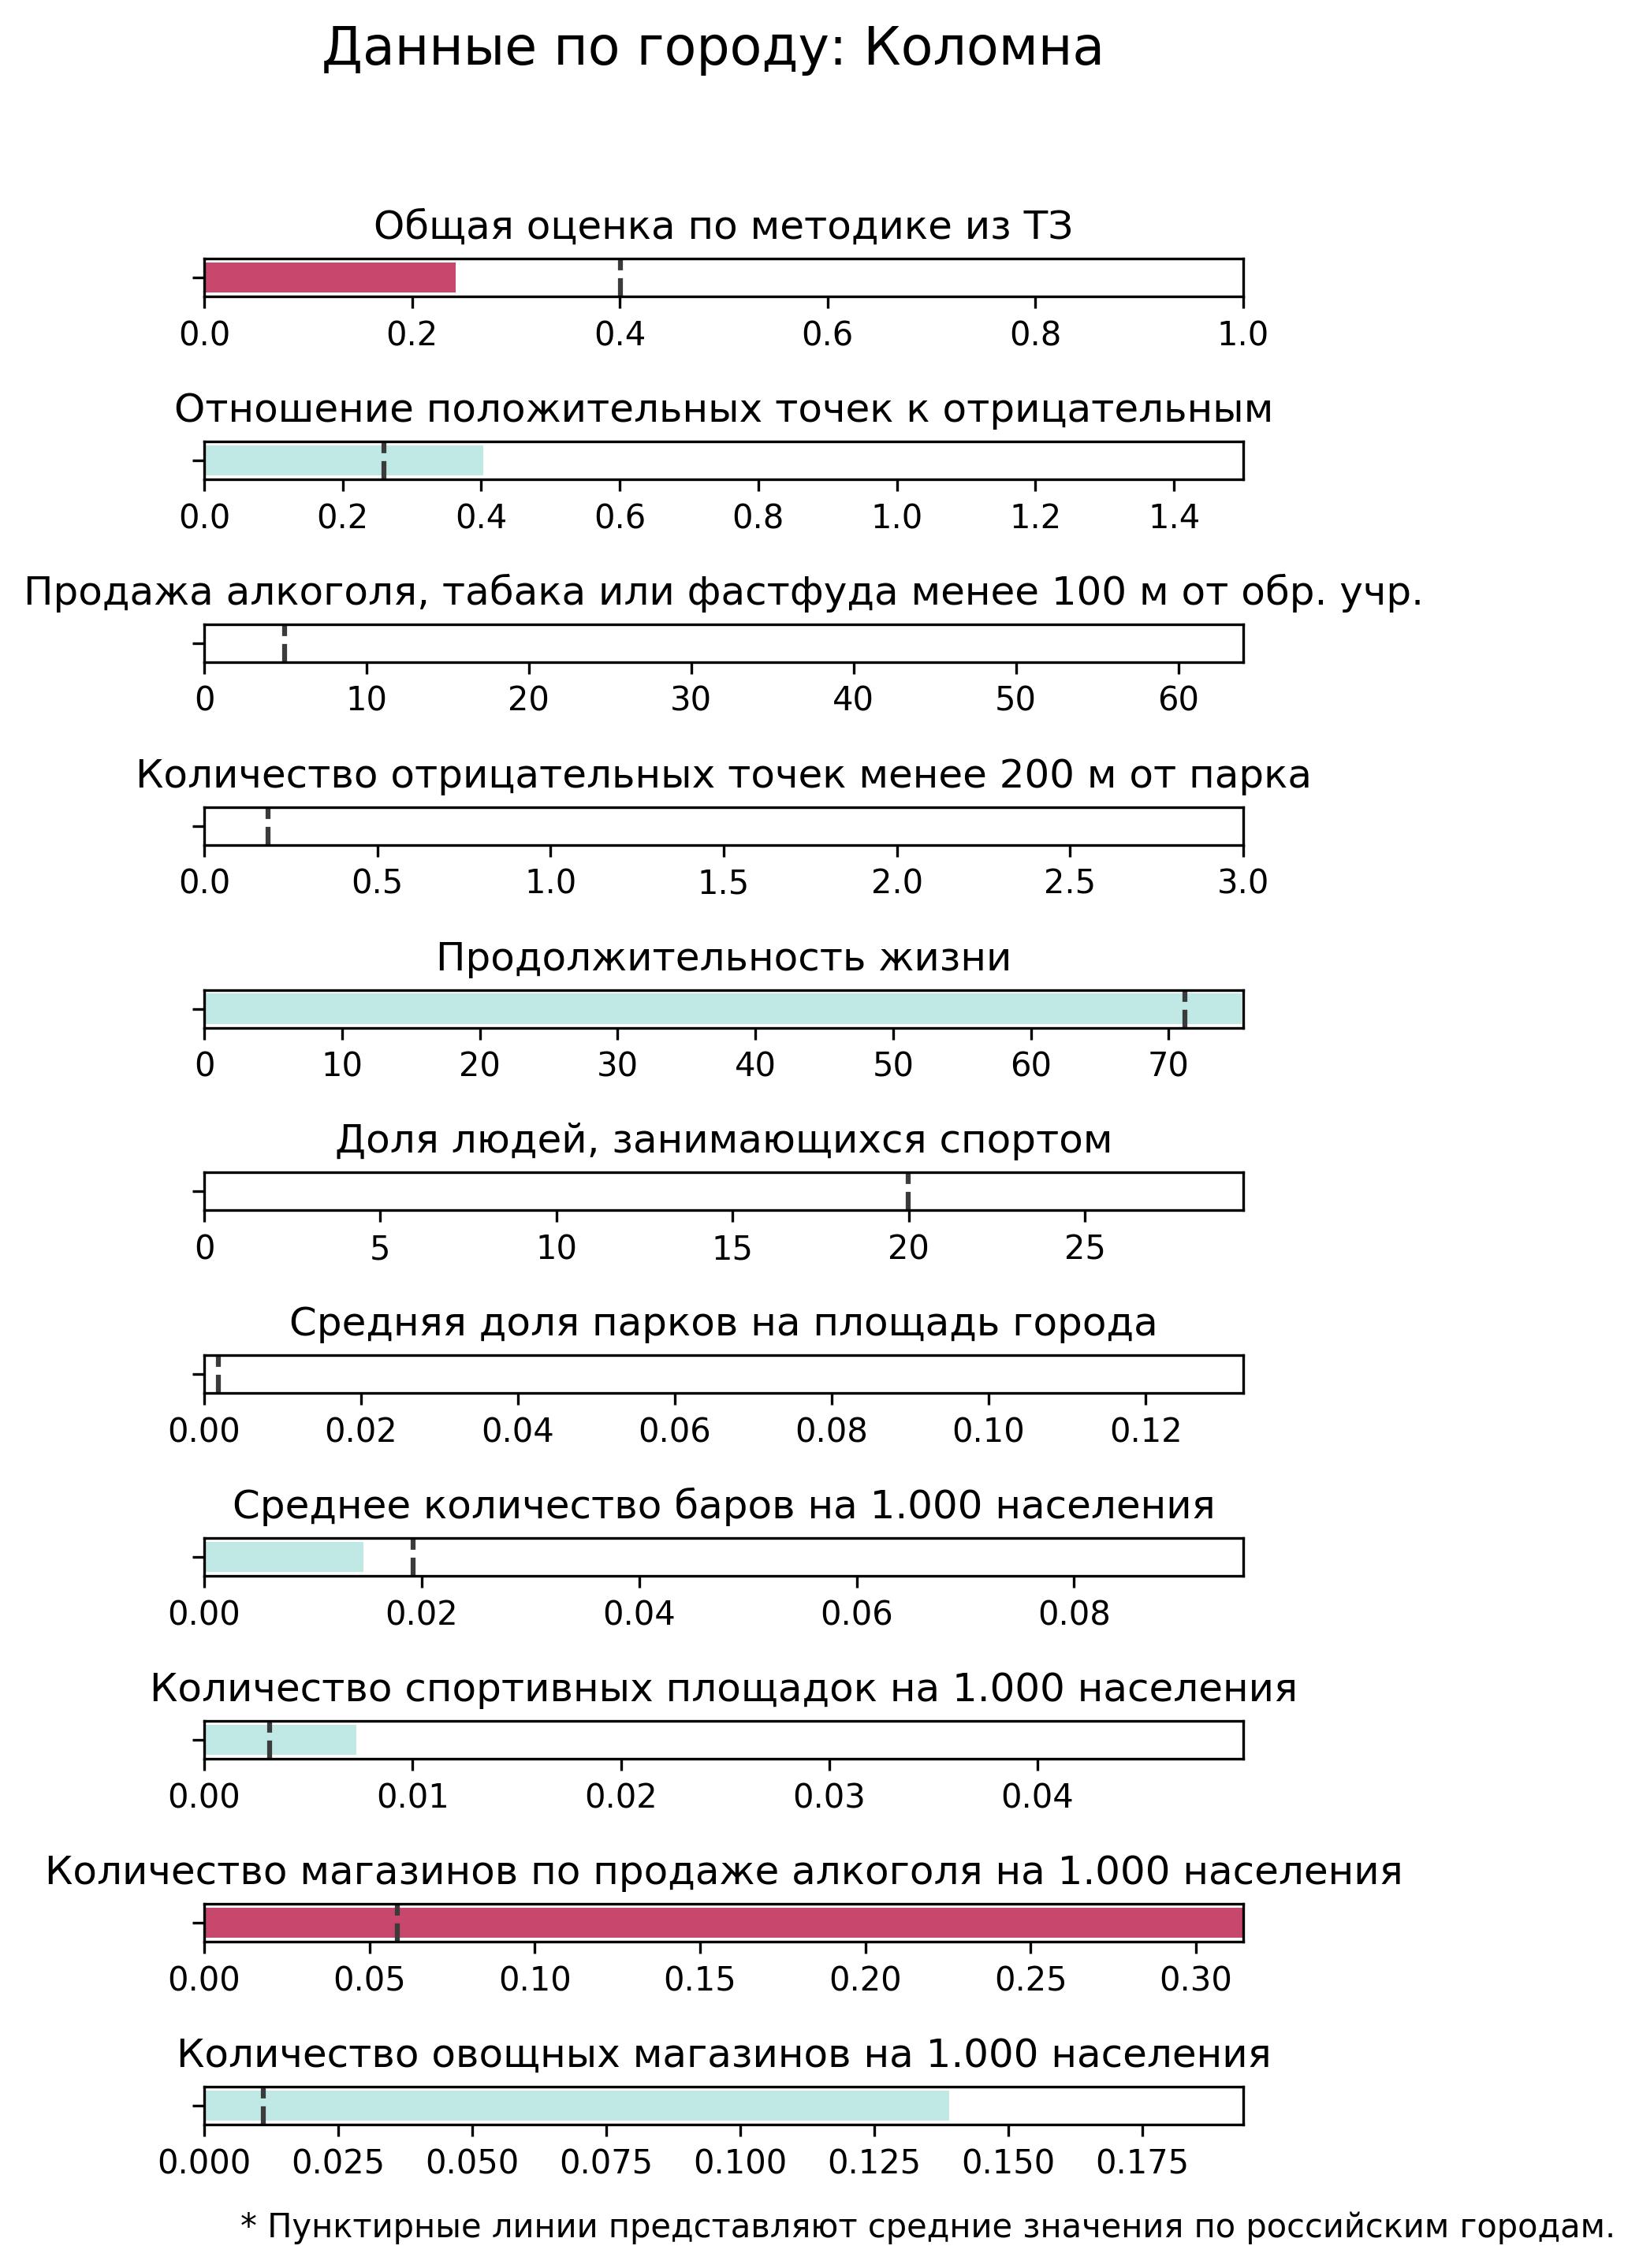 Данные по городу: Коломна
Общая оценка по методике из ТЗ
0.0 0.2 0.4 0.6 0.8 1.0
Отношение положительных точек к отрицательным
0.0 0.2 0.4 0.6 0.8 1.0 1.2 1.4
Продажа алкоголя, табака или фастфуда менее 100 м от обр. учр.
0 10 20 30 40 50 60
Количество отрицательных точек менее 200 м от парка
0.0 0.5 1.0 1.5 2.0 2.5 3.0
Продолжительность жизни
0 10 20 30 40 50 60 70
Доля людей, занимающихся спортом
0 5 10 15 20 25
Средняя доля парков на площадь города
0.00 0.02 0.04 0.06 0.08 0.10 0.12
Среднее количество баров на 1.000 населения
0.00 0.02 0.04 0.06 0.08
Количество спортивных площадок на 1.000 населения
0.00 0.01 0.02 0.03 0.04
Количество магазинов по продаже алкоголя на 1.000 населения
0.00 0.05 0.10 0.15 0.20 0.25 0.30
Количество овощных магазинов на 1.000 населения
0.000 0.025 0.050 0.075 0.100 0.125 0.150 0.175
* Пунктирные линии представляют средние значения по российским городам.